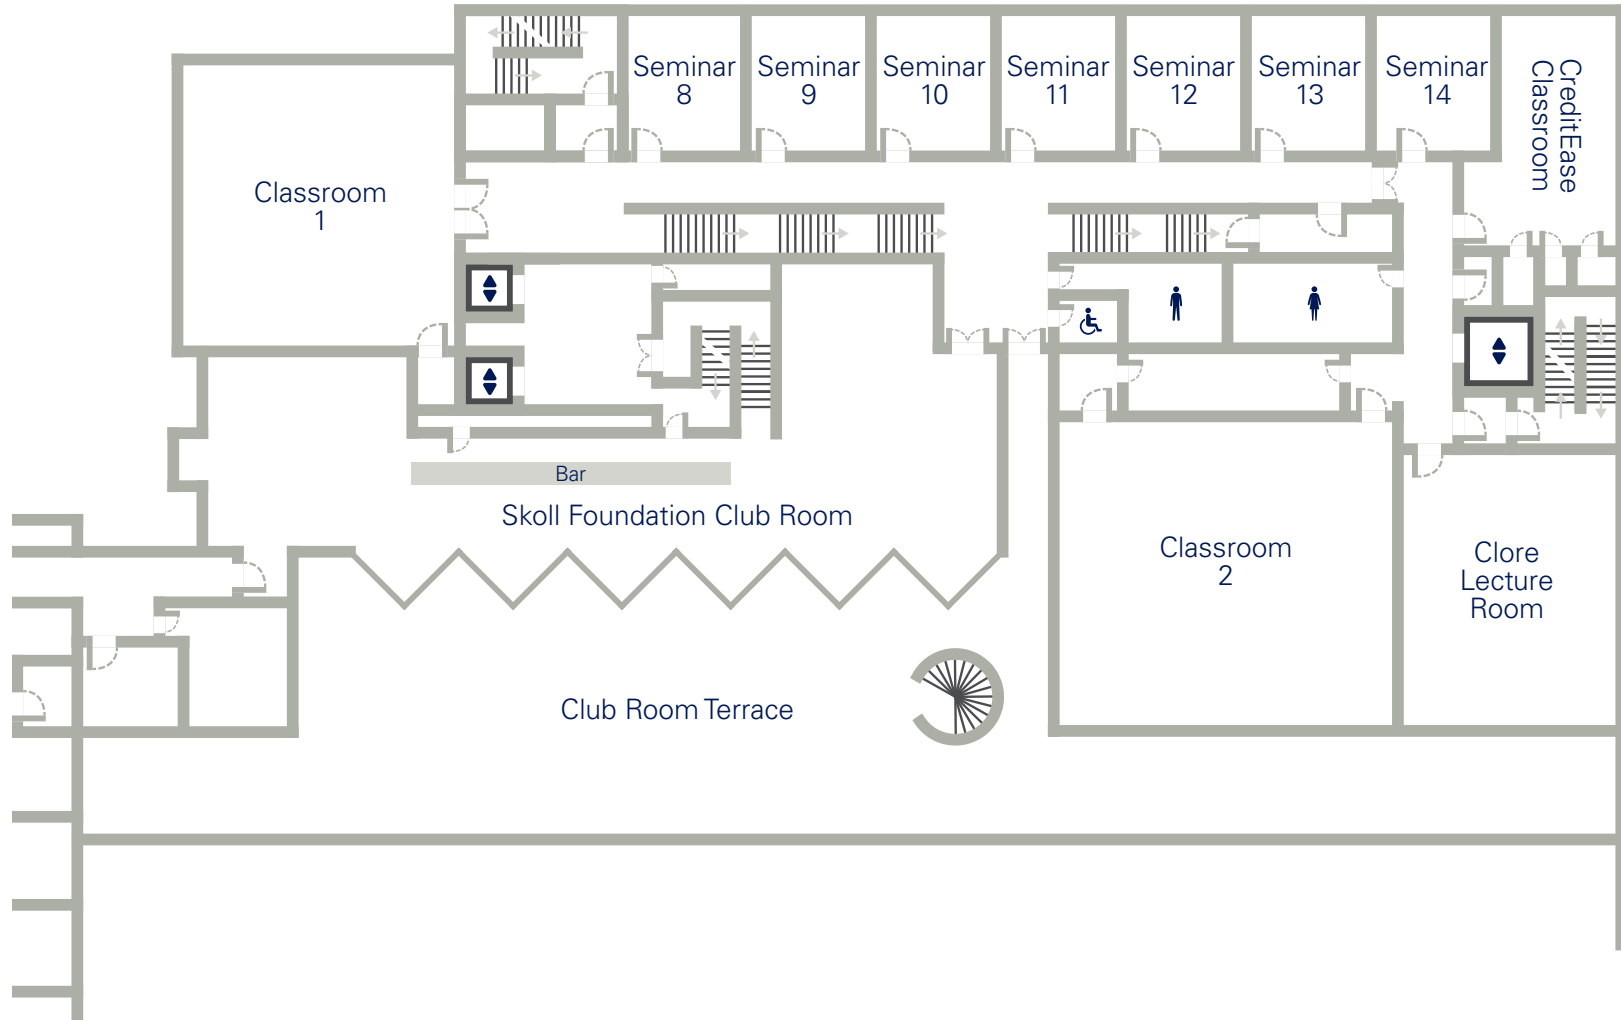 Seminar
8
Seminar
9
Seminar
10
Seminar
11
Seminar
12
Seminar
13
Seminar
14
CreditEase
Classroom
Classroom
1
Bar
Skoll Foundation Club Room
Classroom
2
Clore
Lecture
Room
Club Room Terrace